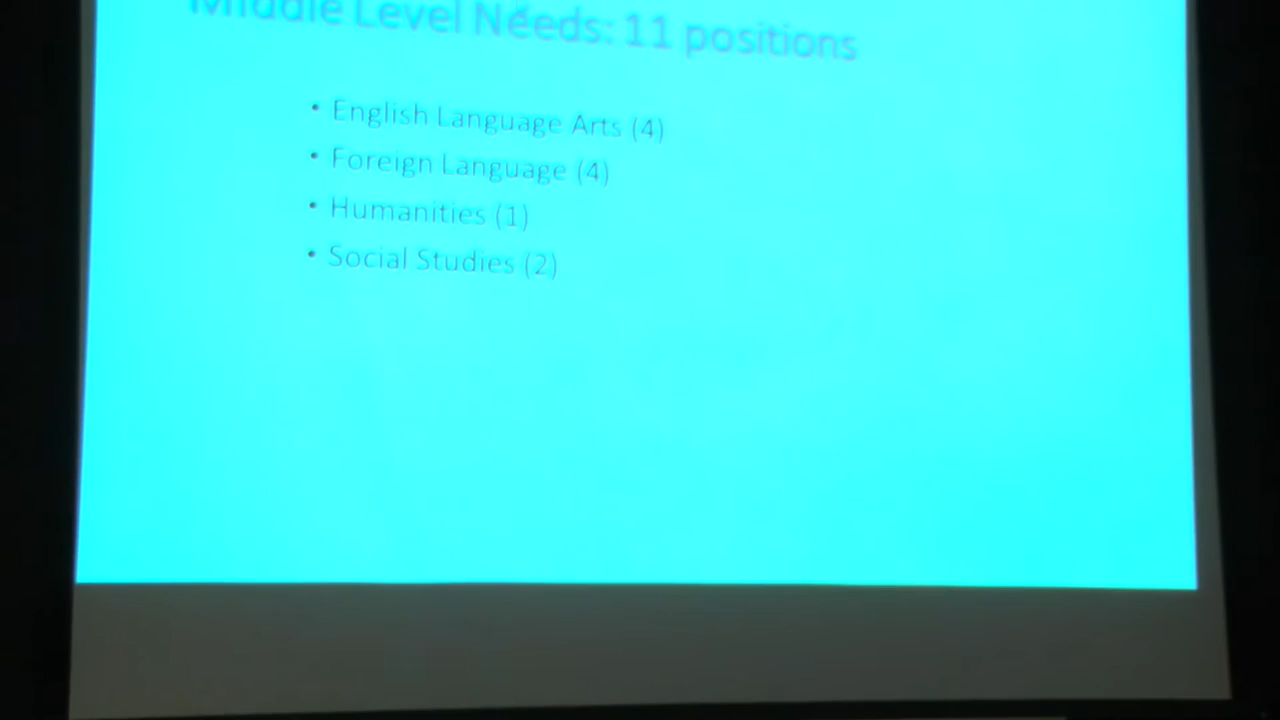 Middle Level Needs: 11 positions
• English Language Arts (4)
• Foreign Language (4)
• Humanities (1)
• Social Studies (2)